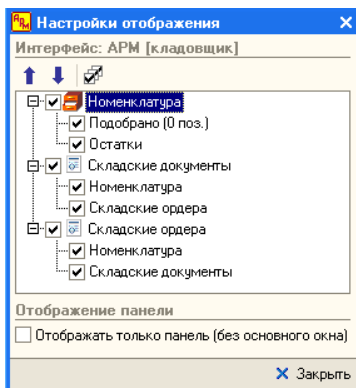 АРМ Настройки отображения
Интерфейс: АРМ [кладовщик]
Номенклатура
Подобрано (0 поз.)
Остатки
Складские документы
Номенклатура
Складские ордера
Складские ордера
Номенклатура
Складские документы
Отображение панели
Отображать только панель (без основного окна)
Закрыть